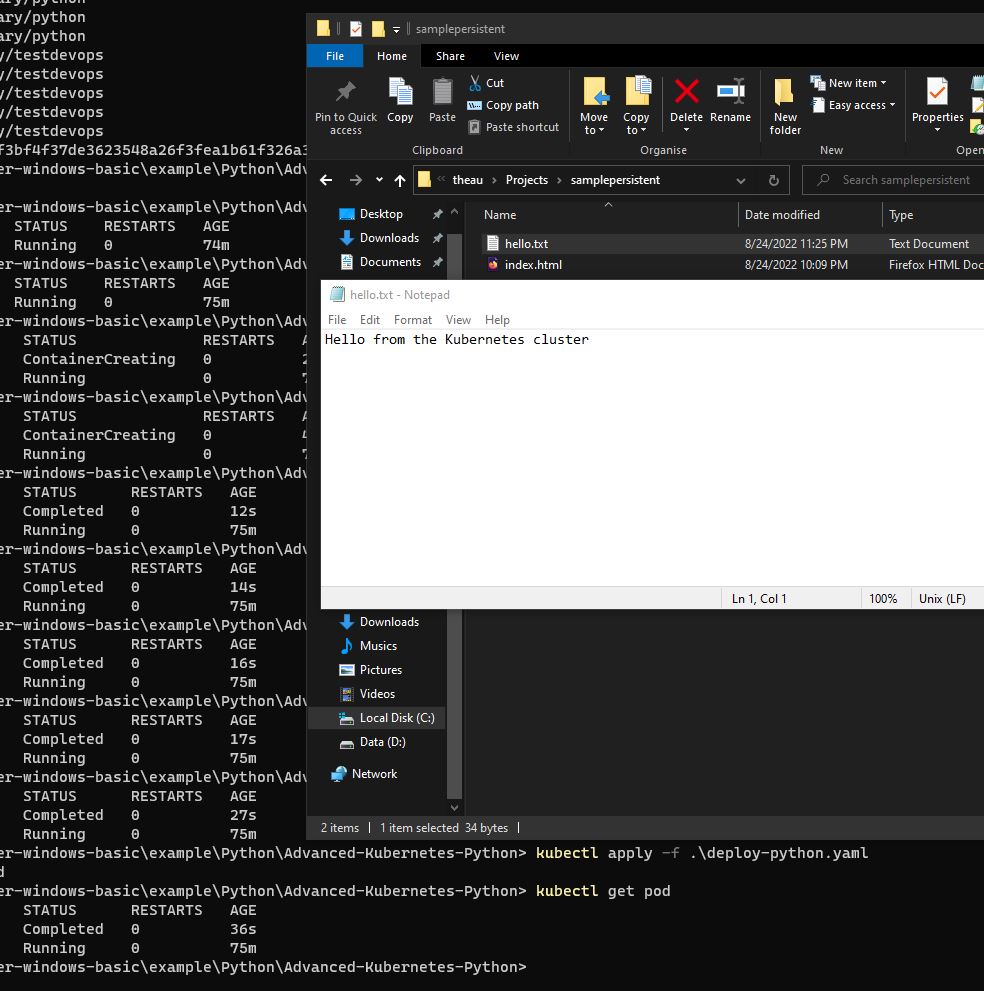 ary/python
ary/python
ary/python
y/testdevops
y/testdevops
y/testdevops
y/testdevops
y/testdevops
f3bf4f37de3623548a26f3fea1b61f326a3
er-windows-basic\example\Python\Adv
er-windows-basic\example\Python\Adv
STATUS RESTARTS AGE
Running 0 74m
er-windows-basic\example\Python\Adv
STATUS RESTARTS AGE
Running 0 75m
er-windows-basic\example\Python\Adv
STATUS RESTARTS
ContainerCreating 0
Running 0
er-windows-basic\example\Python\Adv
STATUS RESTARTS
ContainerCreating 0
Running 0
er-windows-basic\example\Python\Adv
STATUS RESTARTS AGE
Completed 0 12s
Running 0 75m
er-windows-basic\example\Python\Adv
STATUS RESTARTS AGE
Completed 0 14s
Running 0 75m
er-windows-basic\example\Python\Adv
STATUS RESTARTS AGE
Completed 0 16s
Running 0 75m
er-windows-basic\example\Python\Adv
STATUS RESTARTS AGE
Completed 0 17s
Running 0 75m
er-windows-basic\example\Python\Adv
STATUS RESTARTS AGE
Completed 0 27s
Running 0 75m
er-windows-basic\example\Python\Advanced-Kubernetes-Python> kubectl apply -f .\deploy-python.yaml
d
er-windows-basic\example\Python\Advanced-Kubernetes-Python> kubectl get pod
STATUS RESTARTS AGE
Completed 0 36s
Running 0 75m
er-windows-basic\example\Python\Advanced-Kubernetes-Python>
samplepersistent
File Home Share View
Pin to Quick access
Copy
Paste
Cut
Copy path
Paste shortcut
Clipboard
Move to
Copy to
Delete
Rename
Organise
New folder
New item
Easy access
New
Properties
Open
« theau > Projects > samplepersistent
Search samplepersistent
Desktop
Downloads
Documents
Name Date modified Type
hello.txt 8/24/2022 11:25 PM Text Document
index.html 8/24/2022 10:09 PM Firefox HTML Doc
hello.txt - Notepad
File Edit Format View Help
Hello from the Kubernetes cluster
Ln 1, Col 1 100% Unix (LF)
Downloads
Musics
Pictures
Videos
Local Disk (C:)
Data (D:)
Network
2 items 1 item selected 34 bytes